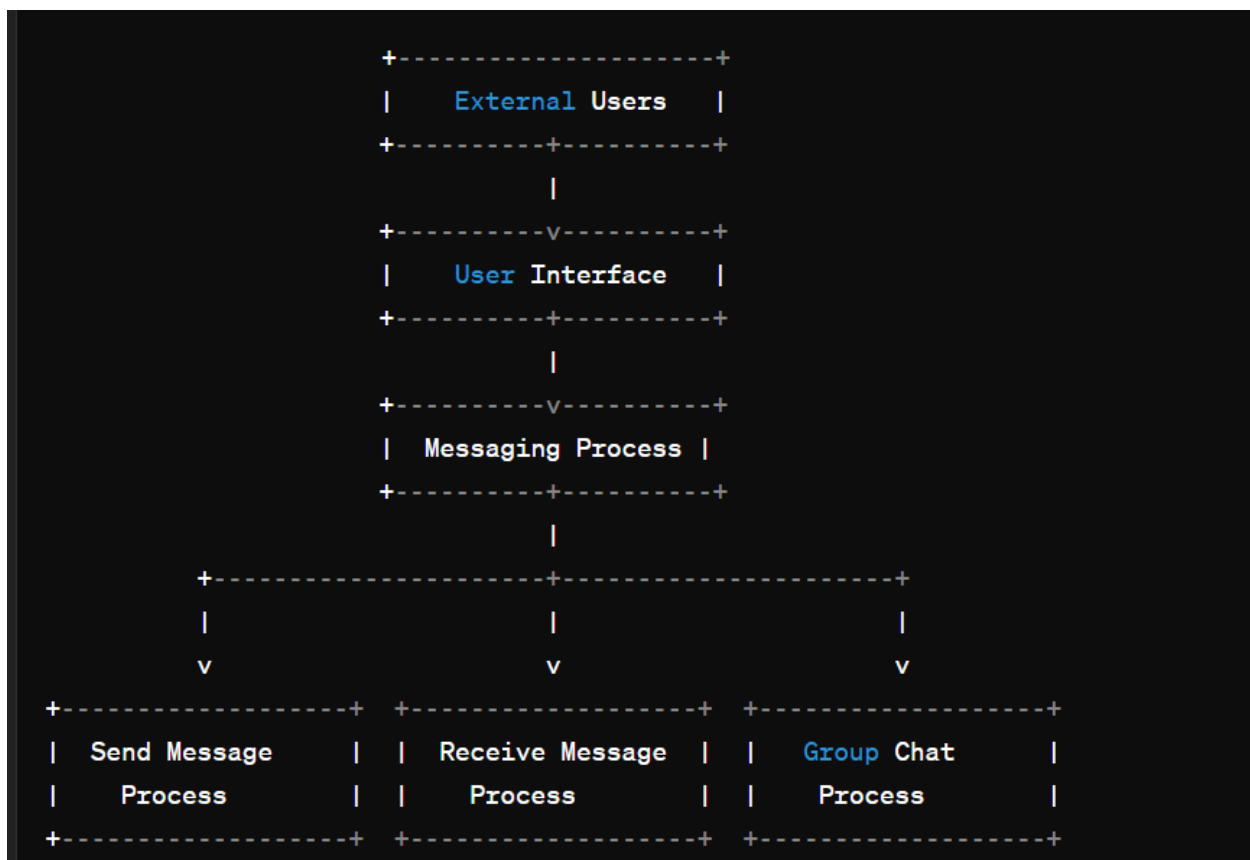 +---------------------+
|    External Users   |
+----------+----------+
           |
+----------v----------+
|    User Interface   |
+----------+----------+
           |
+----------v----------+
|  Messaging Process |
+----------+----------+
           |
+----------------------+----------------------+
|                      |                      |
v                      v                      v
+-------------------+  +-------------------+  +-------------------+
|  Send Message     |  |  Receive Message  |  |   Group Chat      |
|    Process        |  |    Process        |  |    Process        |
+-------------------+  +-------------------+  +-------------------+